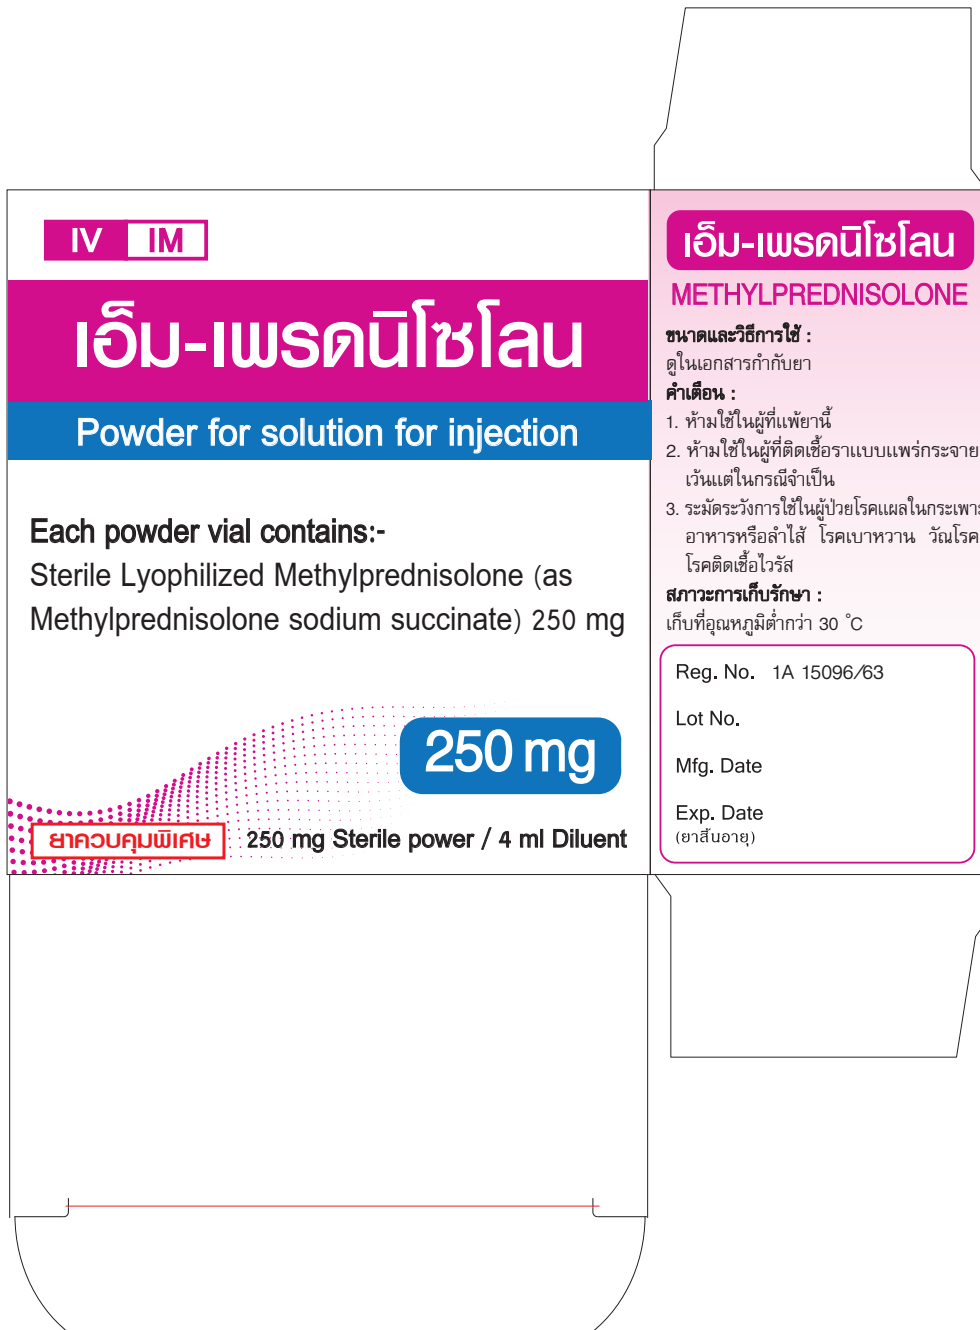 IV IM
เอ็ม-เพรดนิโซโลน
Powder for solution for injection
Each powder vial contains:-
Sterile Lyophilized Methylprednisolone (as
Methylprednisolone sodium succinate) 250 mg
250 mg
ยาควบคุมพิเศษ
250 mg Sterile power / 4 ml Diluent
เอ็ม-เพรดนิโซโลน
METHYLPREDNISOLONE
ขนาดและวิธีการใช้ :
ดูในเอกสารกำกับยา
คำเตือน :
1. ห้ามใช้ในผู้ที่แพ้ยานี้
2. ห้ามใช้ในผู้ที่ติดเชื้อราแบบแพร่กระจาย
เว้นแต่ในกรณีจำเป็น
3. ระมัดระวังการใช้ในผู้ป่วยโรคแผลในกระเพาะ
อาหารหรือลำไส้ โรคเบาหวาน วัณโรค
โรคติดเชื้อไวรัส
สภาวะการเก็บรักษา :
เก็บที่อุณหภูมิต่ำกว่า 30 °C
Reg. No. 1A 15096/63
Lot No.
Mfg. Date
Exp. Date
(ยาสิ้นอายุ)